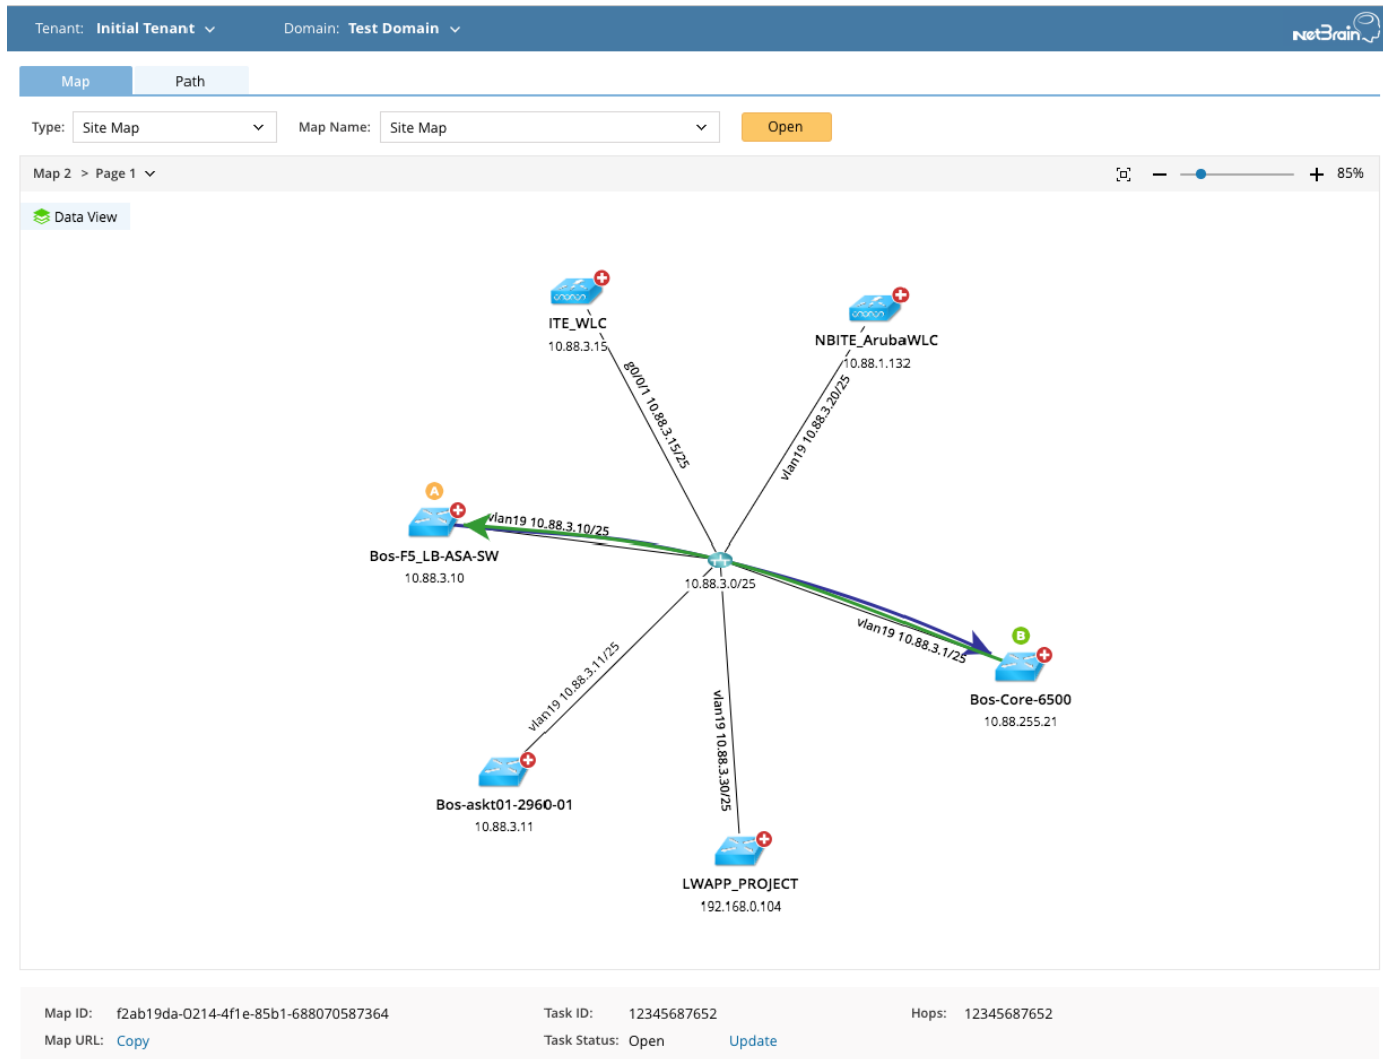 Tenant: Initial Tenant Domain: Test Domain
NetBrain
Map Path
Type: Site Map Map Name: Site Map Open
Map 2 > Page 1 85%
Data View
ITE_WLC
10.88.3.15
NBITE_ArubaWLC
10.88.1.132
g0/0/1 10.88.3.15/25
vlan19 10.88.3.20/25
A
vlan19 10.88.3.10/25
Bos-F5_LB-ASA-SW
10.88.3.10
10.88.3.0/25
vlan19 10.88.3.1/25
B
Bos-Core-6500
10.88.255.21
vlan19 10.88.3.11/25
vlan19 10.88.3.30/25
Bos-askt01-2960-01
10.88.3.11
LWAPP_PROJECT
192.168.0.104
Map ID: f2ab19da-0214-4f1e-85b1-688070587364 Task ID: 12345687652 Hops: 12345687652
Map URL: Copy Task Status: Open Update